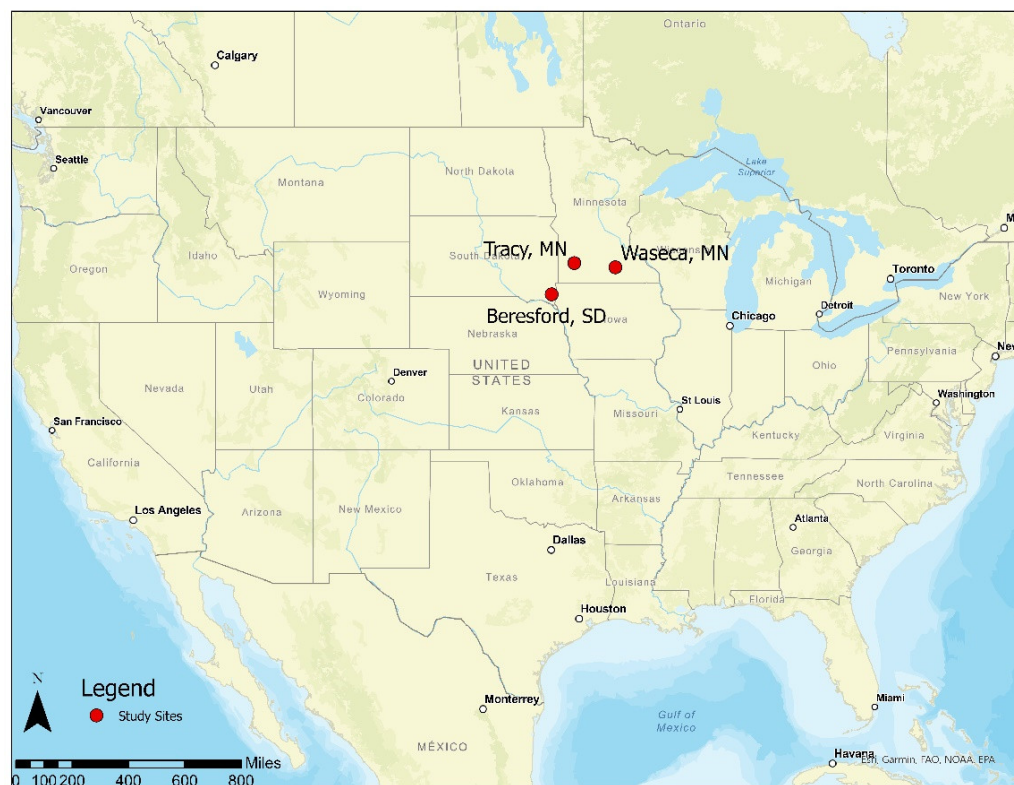 Ontario
Calgary
Vancouver
Seattle
Montana
North Dakota
Minnesota
Lake
Superior
Oregon
Idaho
South Dakota
Tracy, MN
Waseca, MN
Wyoming
Michigan
Toronto
New York
Detroit
Beresford, SD
Iowa
Chicago
Nebraska
UNITED
STATES
Nevada
Utah
Denver
Colorado
Ohio
Pennsylvania
Kansas
Missouri
St Louis
Washington
San Francisco
California
Kentucky
Virginia
Oklahoma
Tennessee
North Carolina
Arkansas
Los Angeles
Arizona
New Mexico
Atlanta
Georgia
Dallas
Texas
Louisiana
Florida
Houston
N
Legend
Study Sites
Monterrey
Gulf of
Mexico
Miami
MÉXICO
Havana
Esri, Garmin, FAO, NOAA, EPA
Miles
0 100 200 400 600 800